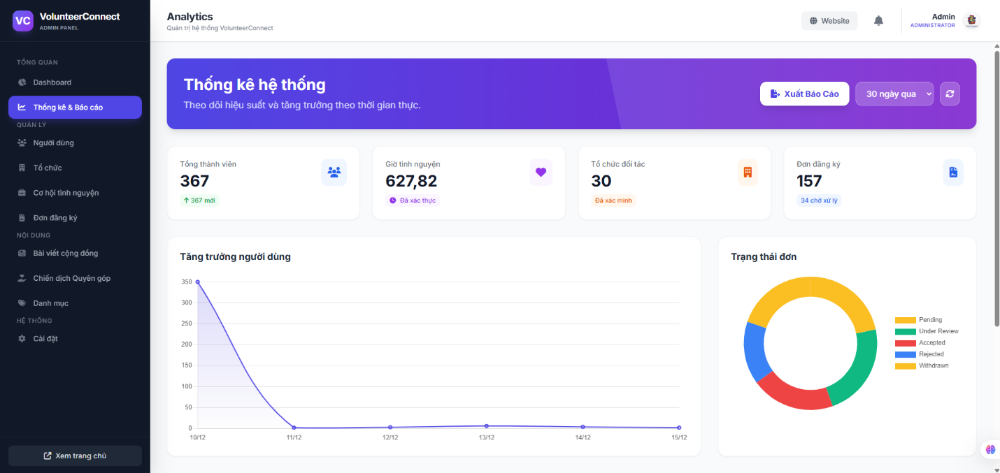 VC
VolunteerConnect
ADMIN PANEL
TỔNG QUAN
Dashboard
Thống kê & Báo cáo
QUẢN LÝ
Người dùng
Tổ chức
Cơ hội tình nguyện
Đơn đăng ký
NỘI DUNG
Bài viết cộng đồng
Chiến dịch Quyên góp
Danh mục
HỆ THỐNG
Cài đặt
Xem trang chủ
Analytics
Quản trị hệ thống VolunteerConnect
Website
Admin
ADMINISTRATOR
Thống kê hệ thống
Theo dõi hiệu suất và tăng trưởng theo thời gian thực.
Xuất Báo Cáo
30 ngày qua
Tổng thành viên
367
367 mới
Giờ tình nguyện
627,82
Đã xác thực
Tổ chức đối tác
30
Đã xác minh
Đơn đăng ký
157
34 chờ xử lý
Tăng trưởng người dùng
350
300
250
200
150
100
50
0
10/12 11/12 12/12 13/12 14/12 15/12
Trạng thái đơn
Pending
Under Review
Accepted
Rejected
Withdrawn